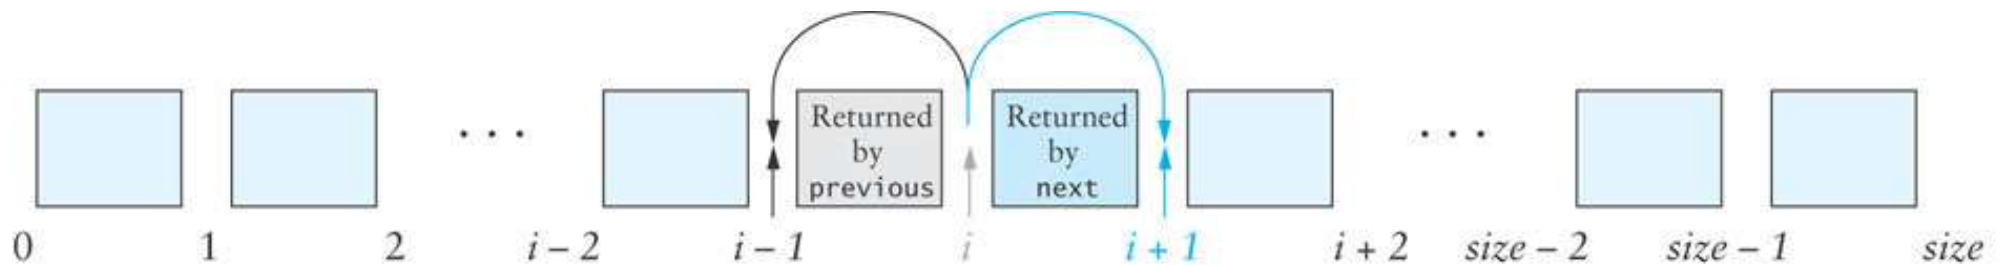 Returned
by
previous
Returned
by
next
. . .
. . .
0 1 2 i – 2 i – 1 i i + 1 i + 2 size – 2 size – 1 size